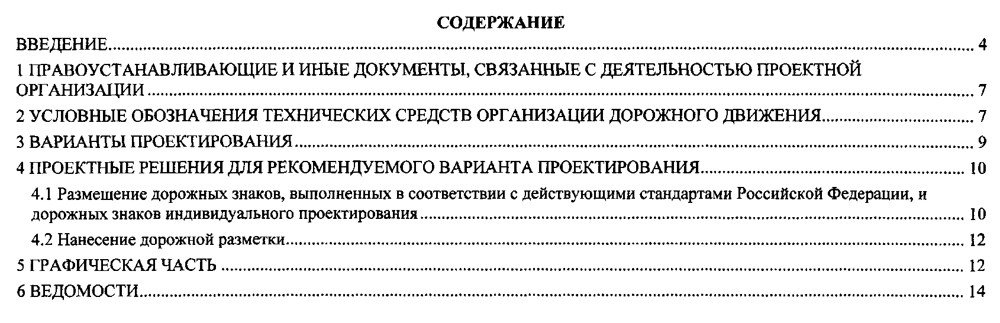 СОДЕРЖАНИЕ
ВВЕДЕНИЕ........ 4
1 ПРАВОУСТАНАВЛИВАЮЩИЕ И ИНЫЕ ДОКУМЕНТЫ, СВЯЗАННЫЕ С ДЕЯТЕЛЬНОСТЬЮ ПРОЕКТНОЙ
ОРГАНИЗАЦИИ........ 7
2 УСЛОВНЫЕ ОБОЗНАЧЕНИЯ ТЕХНИЧЕСКИХ СРЕДСТВ ОРГАНИЗАЦИИ ДОРОЖНОГО ДВИЖЕНИЯ........ 7
3 ВАРИАНТЫ ПРОЕКТИРОВАНИЯ........ 9
4 ПРОЕКТНЫЕ РЕШЕНИЯ ДЛЯ РЕКОМЕНДУЕМОГО ВАРИАНТА ПРОЕКТИРОВАНИЯ........ 10
4.1 Размещение дорожных знаков, выполненных в соответствии с действующими стандартами Российской Федерации, и
дорожных знаков индивидуального проектирования........ 10
4.2 Нанесение дорожной разметки........ 12
5 ГРАФИЧЕСКАЯ ЧАСТЬ ........ 12
6 ВЕДОМОСТИ........ 14